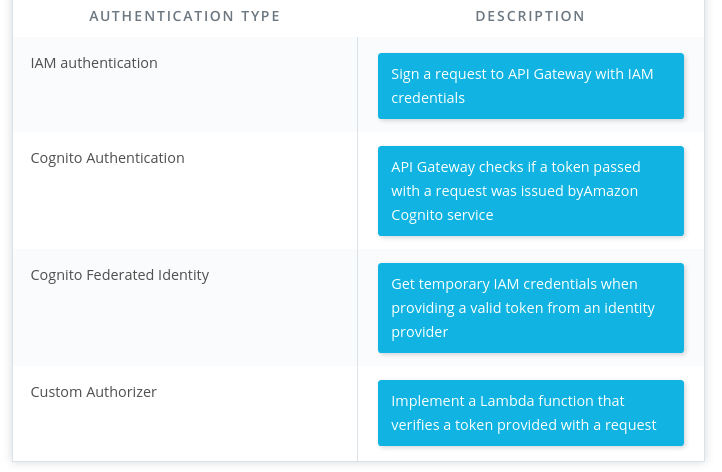 AUTHENTICATION TYPE
DESCRIPTION
IAM authentication
Sign a request to API Gateway with IAM
credentials
Cognito Authentication
API Gateway checks if a token passed
with a request was issued byAmazon
Cognito service
Cognito Federated Identity
Get temporary IAM credentials when
providing a valid token from an identity
provider
Custom Authorizer
Implement a Lambda function that
verifies a token provided with a request